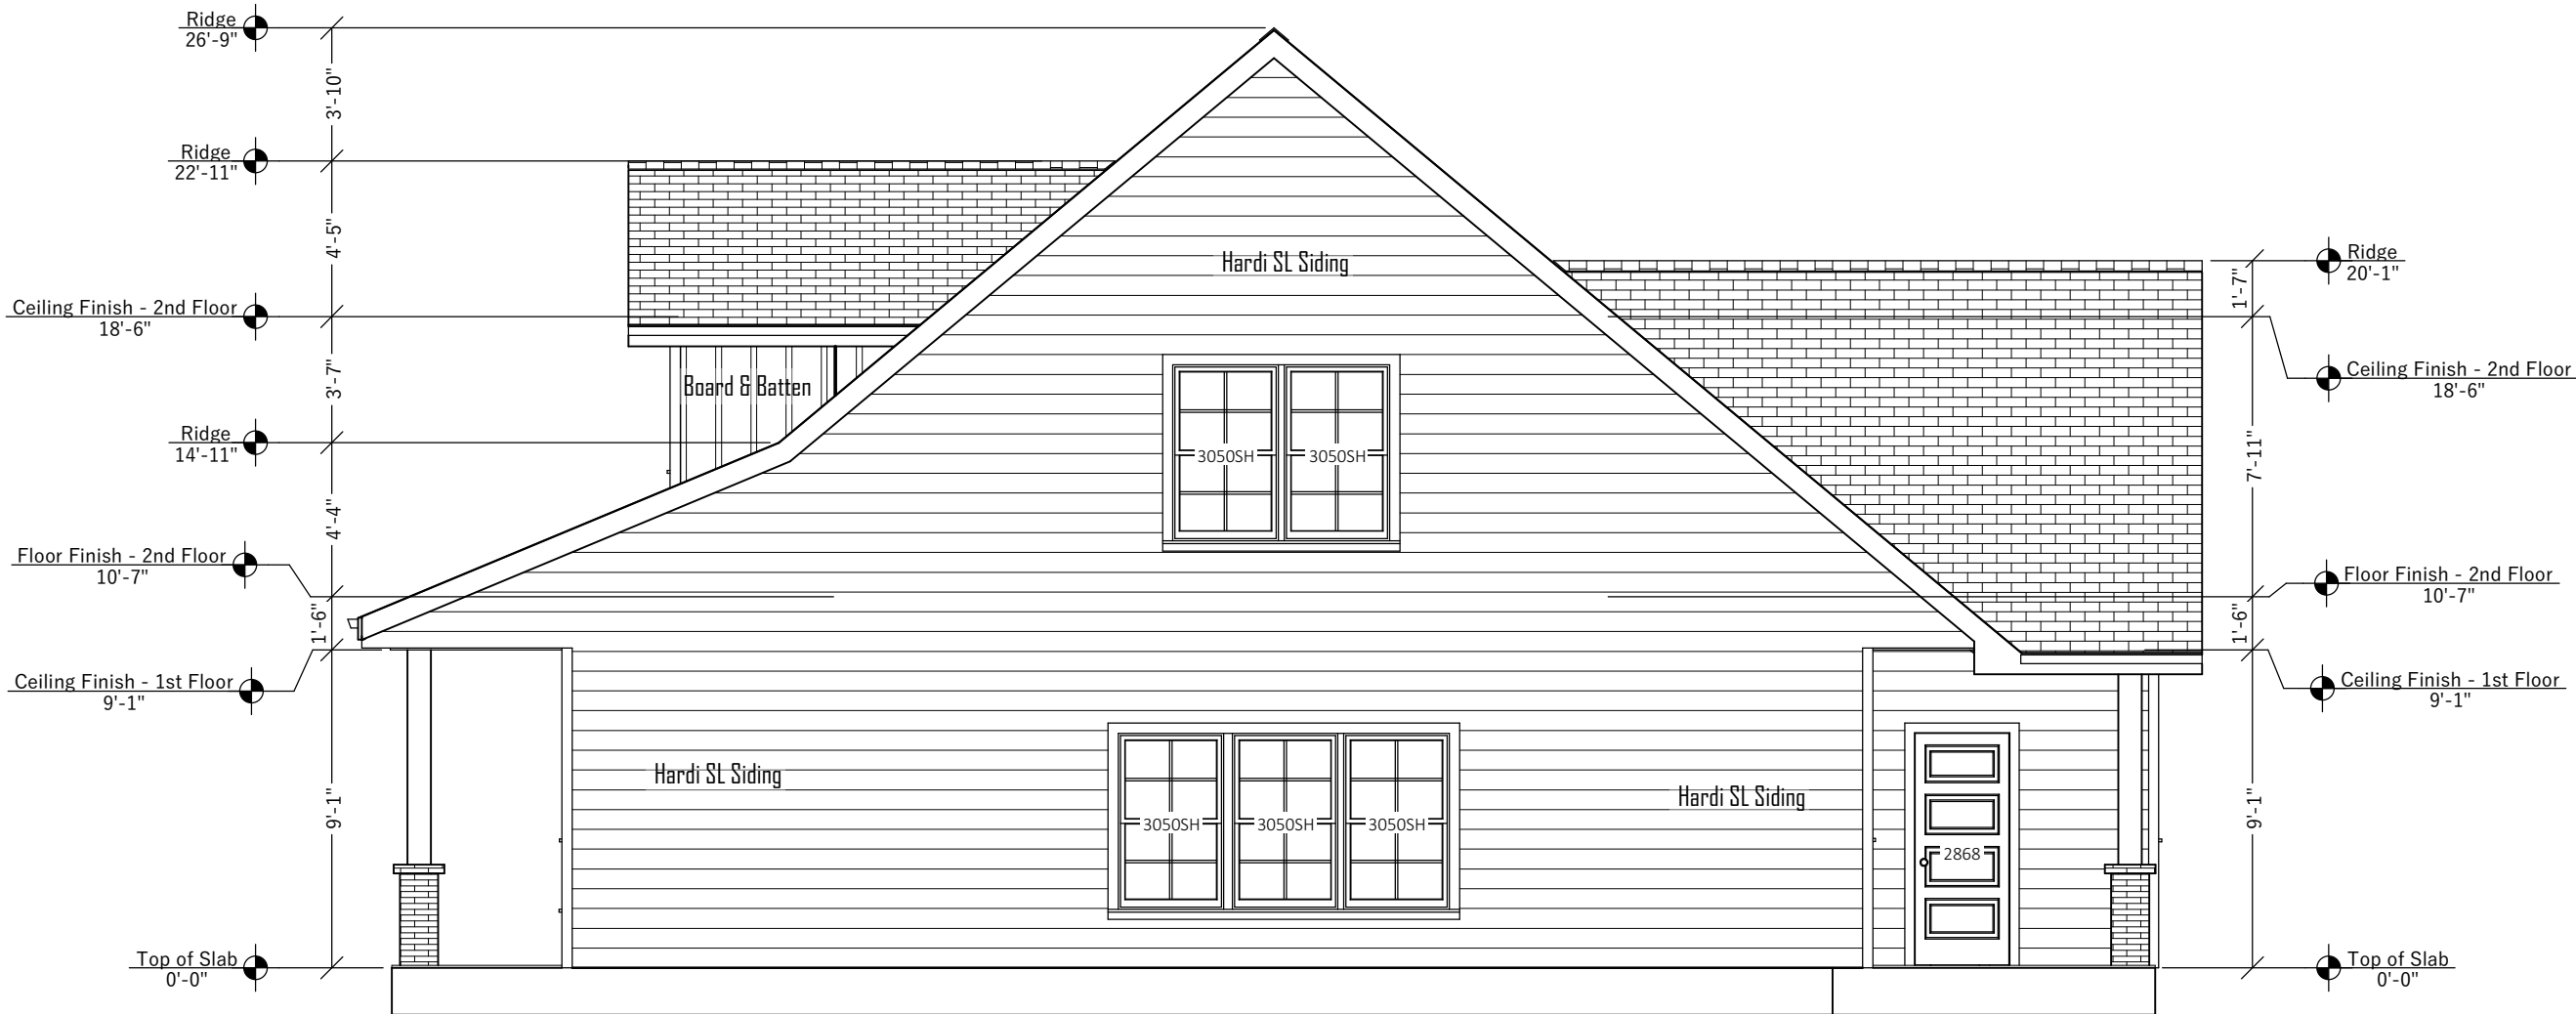 Ridge
26'-9"
3'-10"
Ridge
22'-11"
4'-5"
Ceiling Finish - 2nd Floor
18'-6"
3'-7"
Ridge
14'-11"
4'-4"
Floor Finish - 2nd Floor
10'-7"
1'-6"
Ceiling Finish - 1st Floor
9'-1"
9'-1"
Top of Slab
0'-0"
Board & Batten
Hardi SL Siding
3050SH
3050SH
Hardi SL Siding
3050SH
3050SH
3050SH
Hardi SL Siding
2868
Ridge
20'-1"
1'-7"
Ceiling Finish - 2nd Floor
18'-6"
7'-11"
Floor Finish - 2nd Floor
10'-7"
1'-6"
Ceiling Finish - 1st Floor
9'-1"
9'-1"
Top of Slab
0'-0"